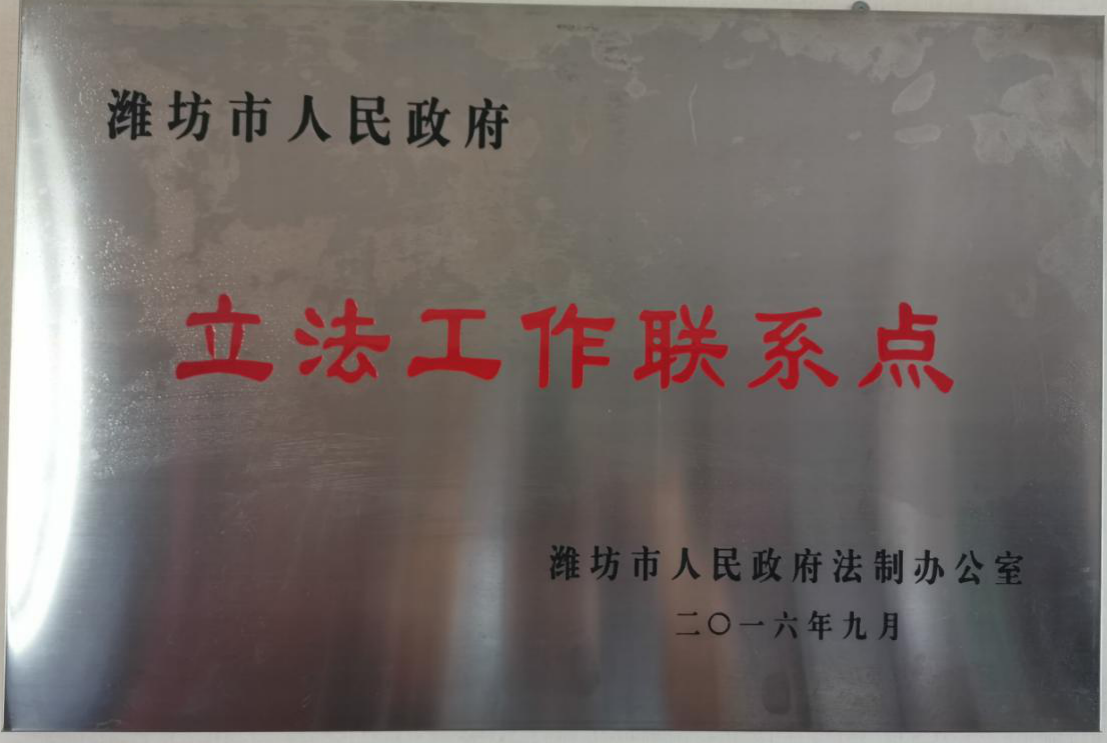 潍坊市人民政府
立法工作联系点
潍坊市人民政府法制办公室
二〇一六年九月